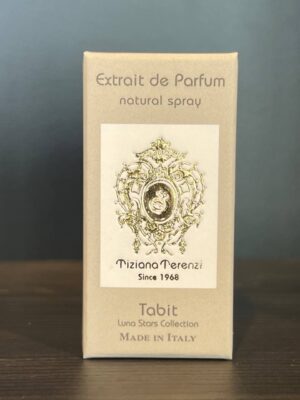 Extrait de Parfum
natural spray
Tiziana Terenzi
Since 1968
Tabit
Luna Stars Collection
MADE IN ITALY